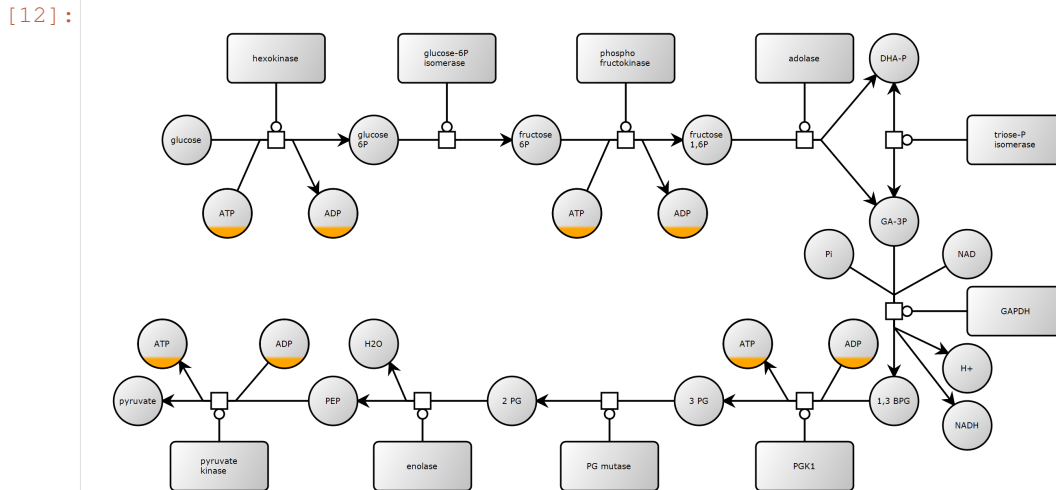 [12]:
hexokinase
glucose-6P
isomerase
phospho
fructokinase
adolase
DHA-P
glucose
glucose
6P
fructose
6P
fructose
1,6P
triose-P
isomerase
ATP
ADP
ATP
ADP
GA-3P
Pi
NAD
GAPDH
ATP
ADP
H2O
ATP
ADP
H+
pyruvate
PEP
2 PG
3 PG
1,3 BPG
NADH
pyruvate
kinase
enolase
PG mutase
PGK1